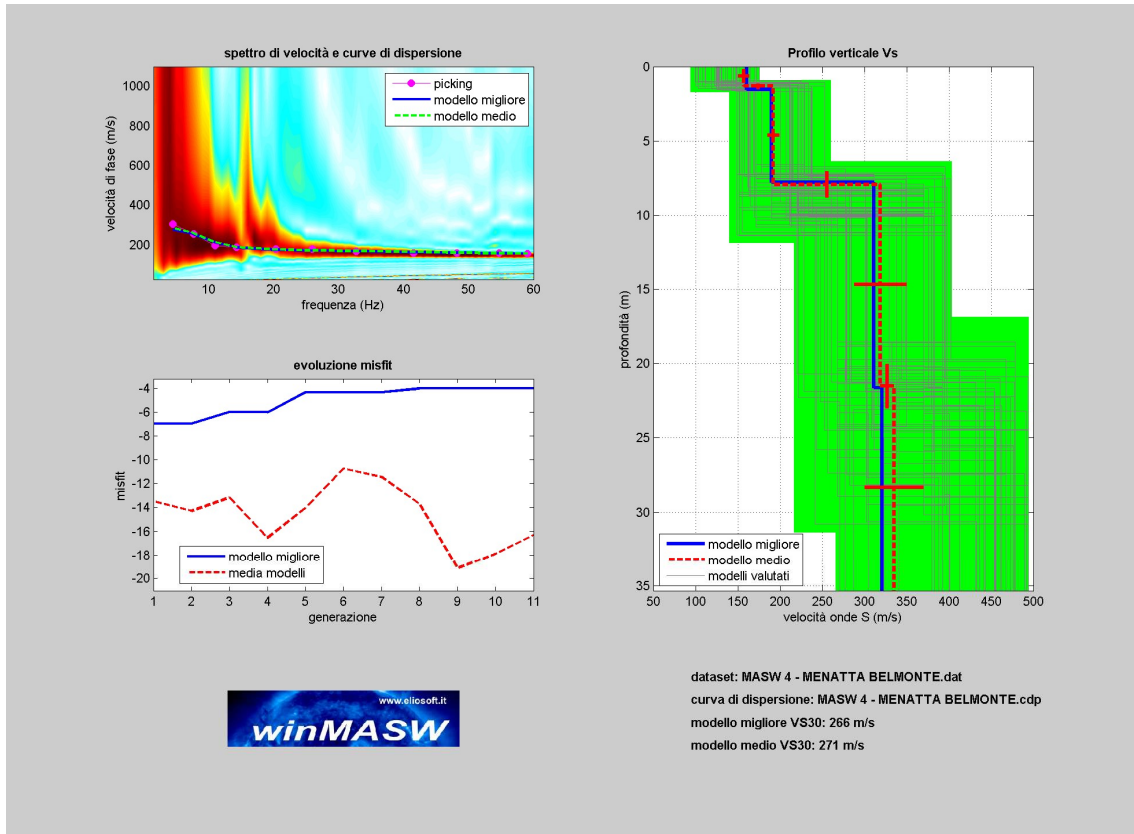 spettro di velocità e curve di dispersione
velocità di fase (m/s)
1000
800
600
400
200
picking
modello migliore
modello medio
10 20 30 40 50 60
frequenza (Hz)
Profilo verticale Vs
profondità (m)
0
5
10
15
20
25
30
35
modello migliore
modello medio
modelli valutati
50 100 150 200 250 300 350 400 450 500
velocità onde S (m/s)
evoluzione misfit
misfit
-4
-6
-8
-10
-12
-14
-16
-18
-20
modello migliore
media modelli
1 2 3 4 5 6 7 8 9 10 11
generazione
www.eliosoft.it
winMASW
dataset: MASW 4 - MENATTA BELMONTE.dat
curva di dispersione: MASW 4 - MENATTA BELMONTE.cdp
modello migliore VS30: 266 m/s
modello medio VS30: 271 m/s